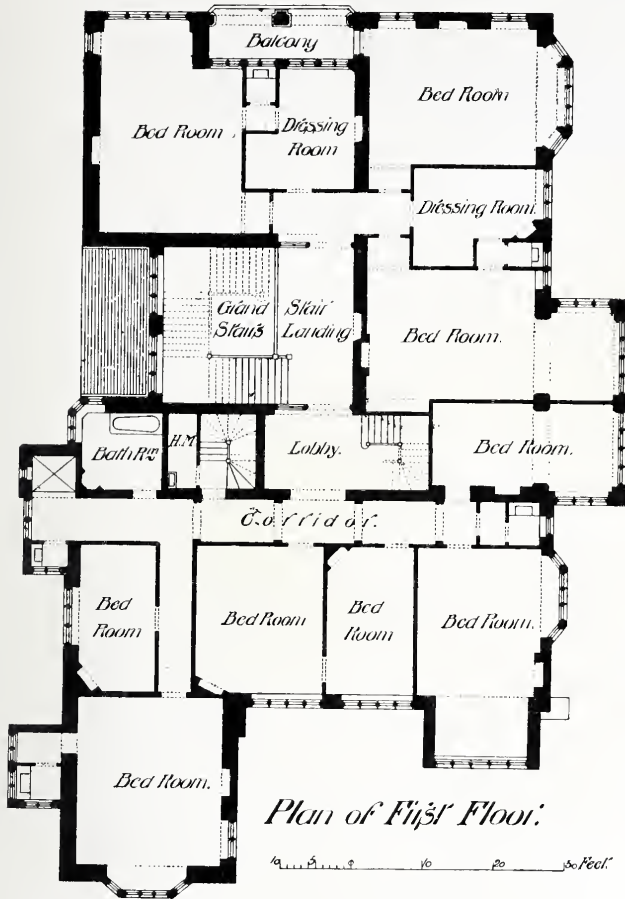 Balcony
Bed Room
Bed Room
Dressing
Room
Dressing Room.
Grand
Stairs
Stair
Landing
Bed Room.
Bath Rm
H.M
Lobby.
Bed Room.
Corridor.
Bed
Room
Bed Room
Bed
Room
Bed Room.
Bed Room.
Plan of First Floor.
10 5 0 10 20 30 Feet.